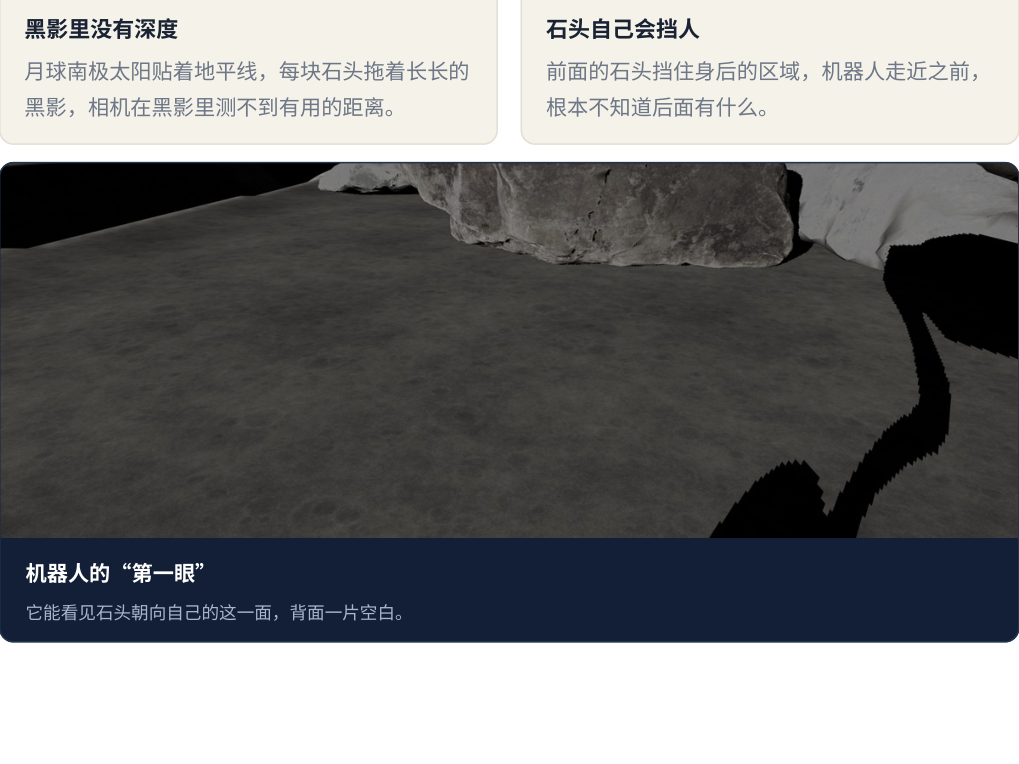 黑影里没有深度
月球南极太阳贴着地平线，每块石头拖着长长的
黑影，相机在黑影里测不到有用的距离。
石头自己会挡人
前面的石头挡住身后的区域，机器人走近之前，
根本不知道后面有什么。
机器人的“第一眼”
它能看见石头朝向自己的这一面，背面一片空白。